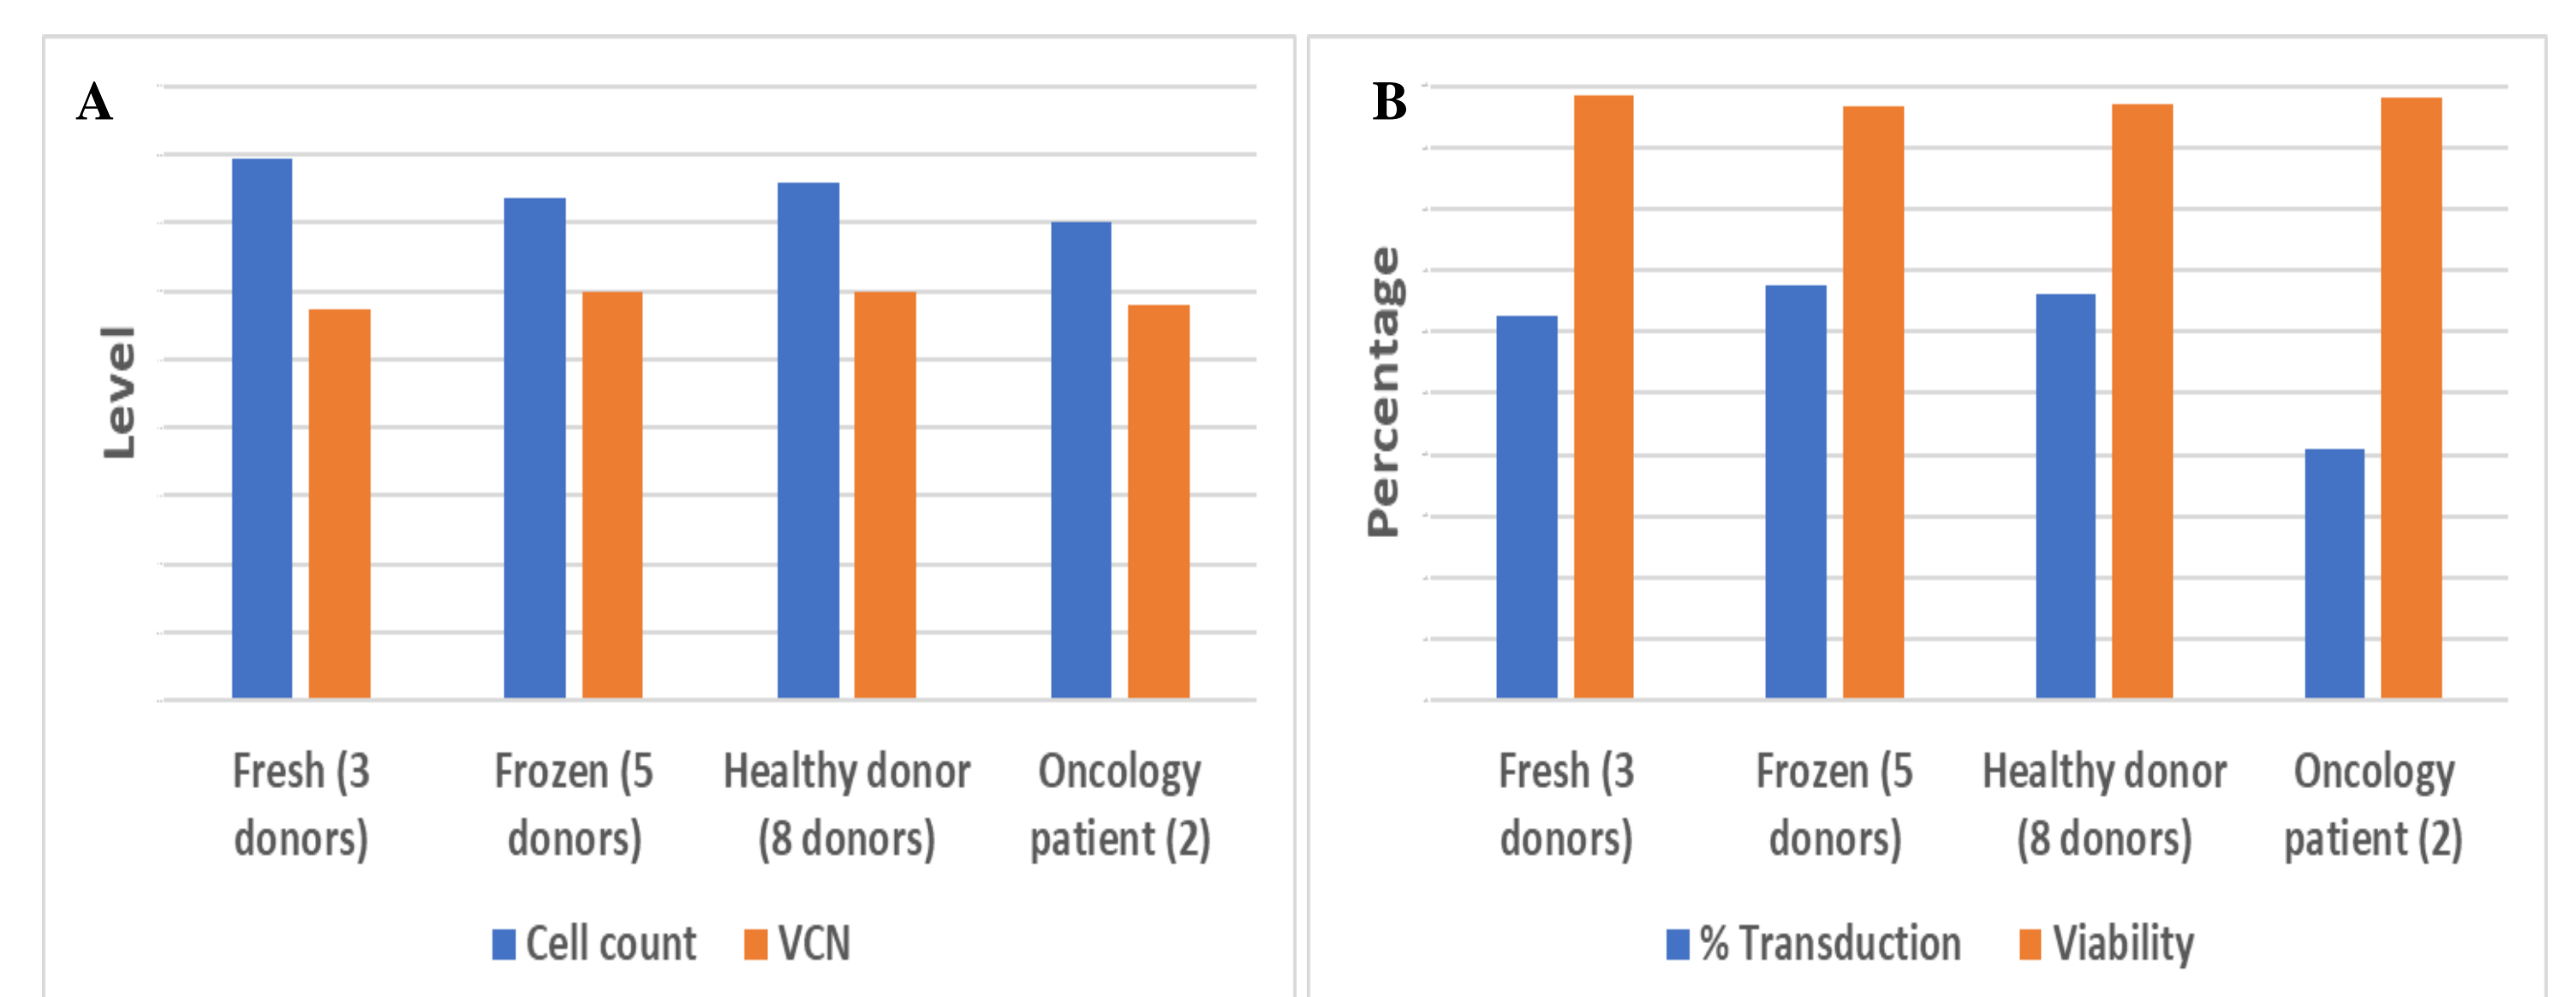 A
Level
Fresh (3
donors)
Frozen (5
donors)
Healthy donor
(8 donors)
Oncology
patient (2)
Cell count
VCN
B
Percentage
Fresh (3
donors)
Frozen (5
donors)
Healthy donor
(8 donors)
Oncology
patient (2)
% Transduction
Viability